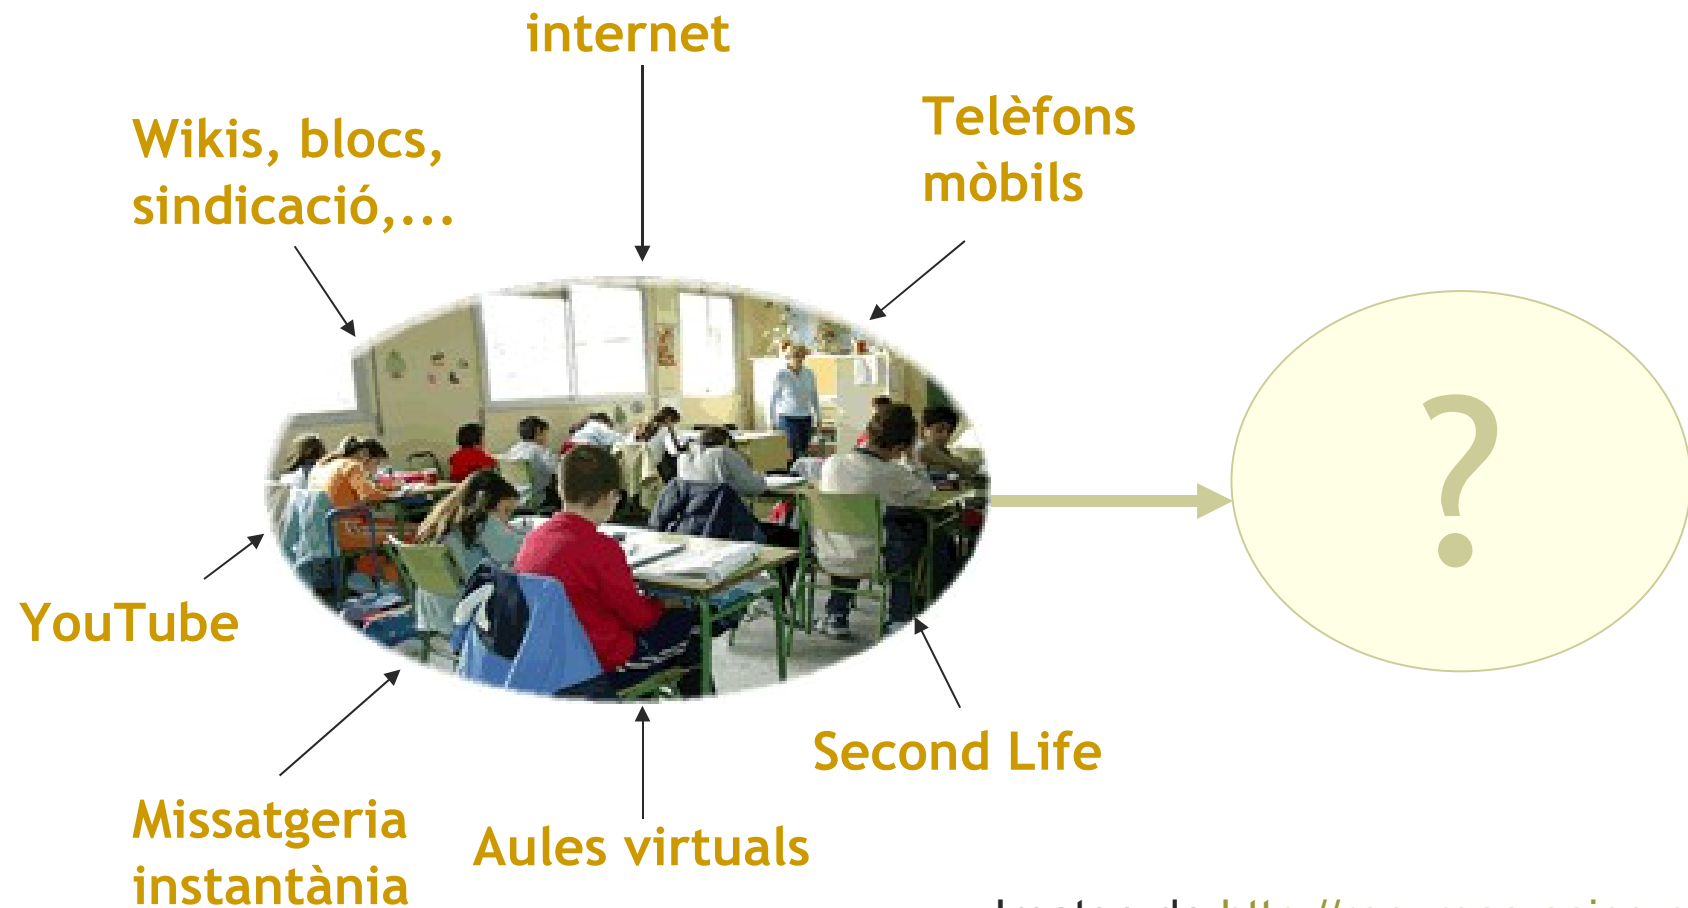 internet
Telèfons
mòbils
Wikis, blocs,
sindicació,...
?
YouTube
Second Life
Missatgeria
instantània
Aules virtuals